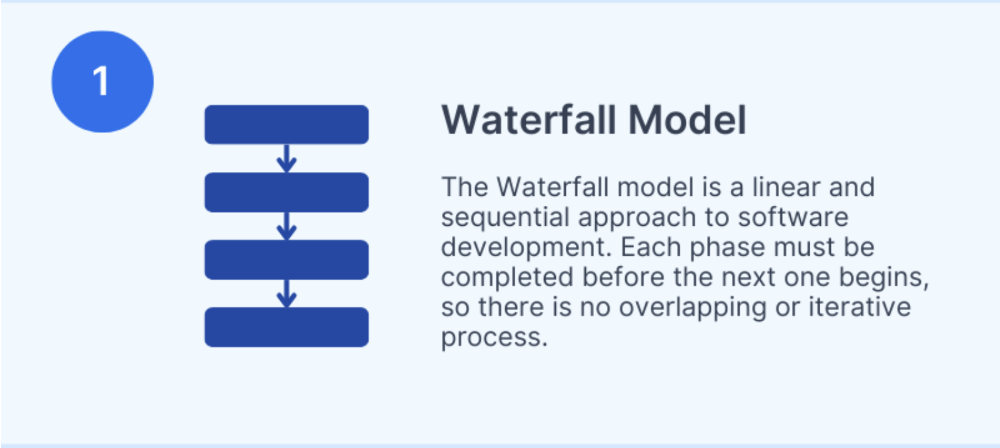 1
Waterfall Model
The Waterfall model is a linear and
sequential approach to software
development. Each phase must be
completed before the next one begins,
so there is no overlapping or iterative
process.